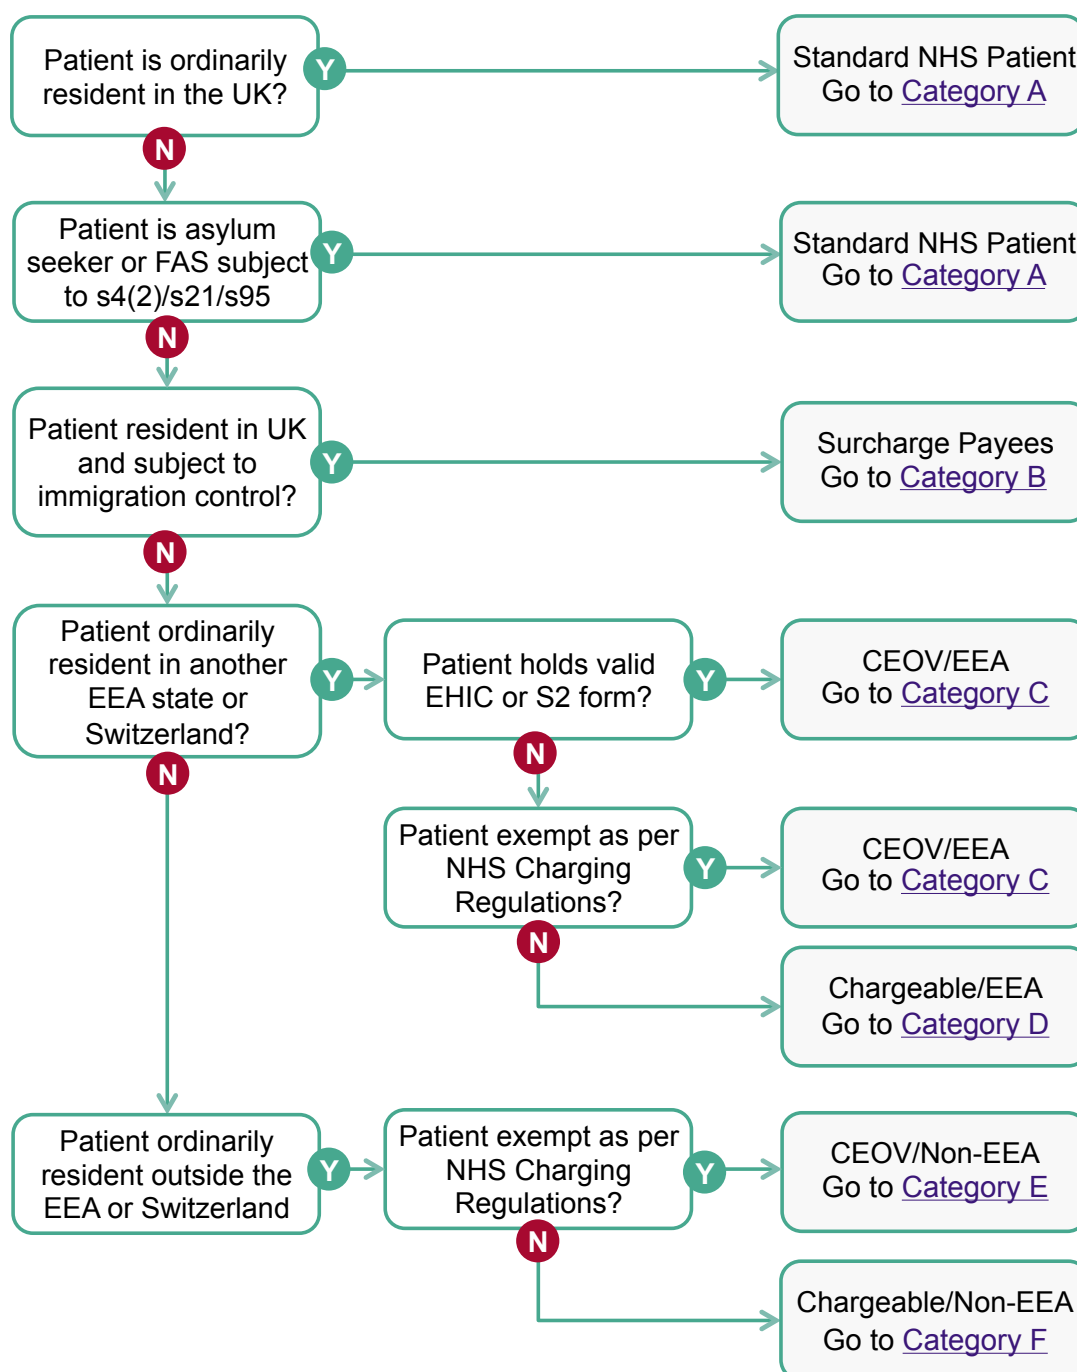 Patient is ordinarily
resident in the UK?
Y
Standard NHS Patient
Go to Category A
N
Patient is asylum
seeker or FAS subject
to s4(2)/s21/s95
Y
Standard NHS Patient
Go to Category A
N
Patient resident in UK
and subject to
immigration control?
Y
Surcharge Payees
Go to Category B
N
Patient ordinarily
resident in another
EEA state or
Switzerland?
Y
Patient holds valid
EHIC or S2 form?
Y
CEOV/EEA
Go to Category C
N
N
Patient exempt as per
NHS Charging
Regulations?
Y
CEOV/EEA
Go to Category C
N
Chargeable/EEA
Go to Category D
Patient ordinarily
resident outside the
EEA or Switzerland
Y
Patient exempt as per
NHS Charging
Regulations?
Y
CEOV/Non-EEA
Go to Category E
N
Chargeable/Non-EEA
Go to Category F